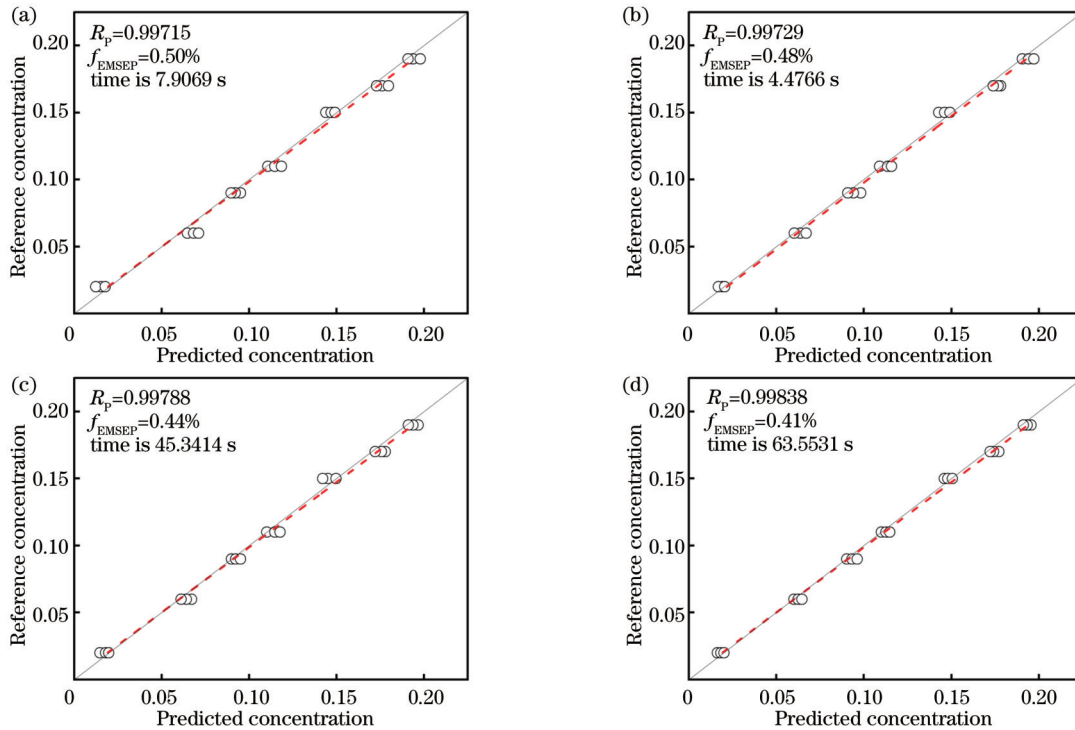 (a)
R_P=0.99715
f_EMSEP=0.50%
time is 7.9069 s
0.20
0.15
0.10
0.05
0
0.05
0.10
0.15
0.20
Reference concentration
Predicted concentration
(b)
R_P=0.99729
f_EMSEP=0.48%
time is 4.4766 s
0.20
0.15
0.10
0.05
0
0.05
0.10
0.15
0.20
Reference concentration
Predicted concentration
(c)
R_P=0.99788
f_EMSEP=0.44%
time is 45.3414 s
0.20
0.15
0.10
0.05
0
0.05
0.10
0.15
0.20
Reference concentration
Predicted concentration
(d)
R_P=0.99838
f_EMSEP=0.41%
time is 63.5531 s
0.20
0.15
0.10
0.05
0
0.05
0.10
0.15
0.20
Reference concentration
Predicted concentration